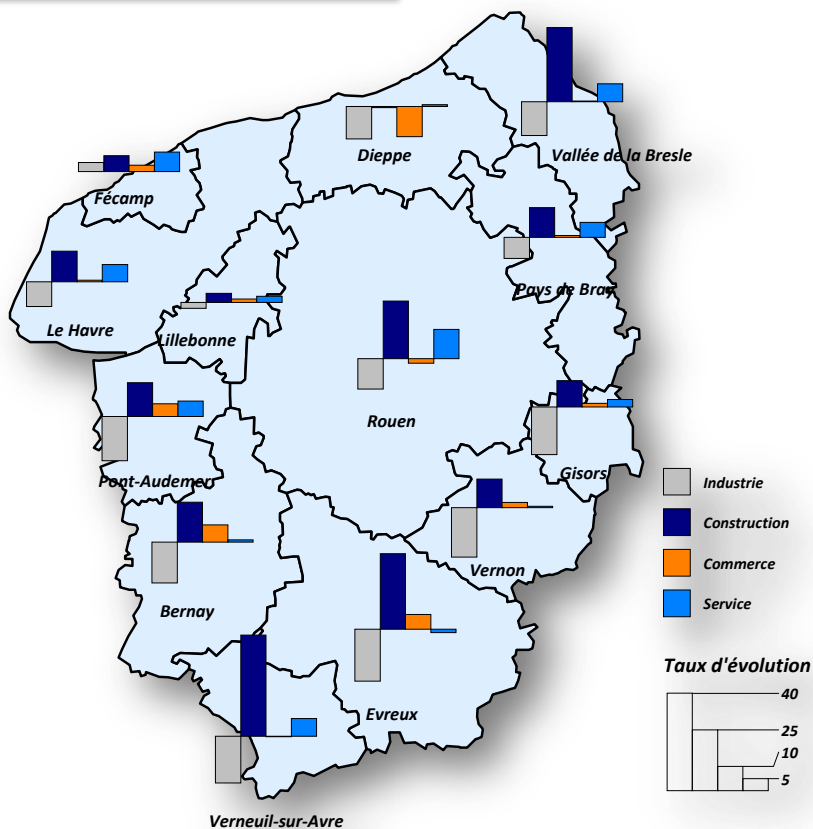 Dieppe
Vallée de la Bresle
Fécamp
Pays de Bray
Le Havre
Lillebonne
Rouen
Pont-Audemer
Gisors
Vernon
Bernay
Evreux
Verneuil-sur-Avre
Industrie
Construction
Commerce
Service
Taux d'évolution
40
25
10
5